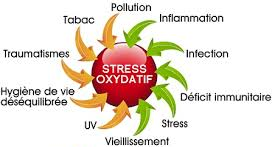 Pollution
Tabac
Inflammation
Traumatismes
Infection
STRESS
OXYDATIF
Hygiène de vie
déséquilibrée
Déficit immunitaire
UV
Stress
Vieillissement